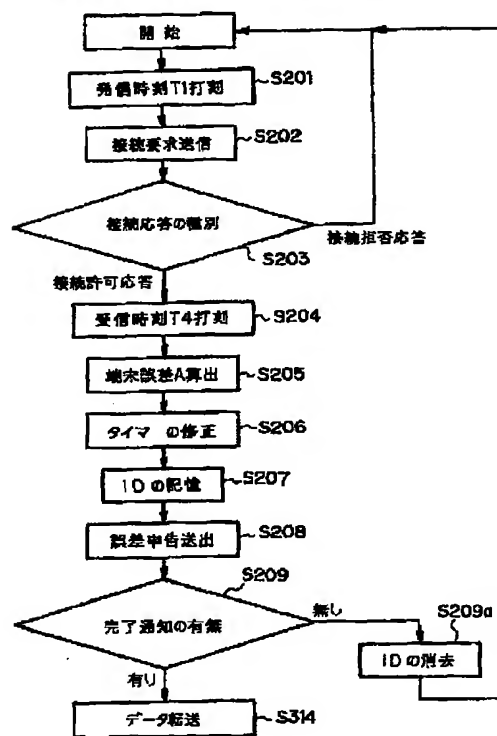 開始
発信時刻T1打刻
S201
接続要求送信
S202
接続応答の種別
S203
接続拒否応答
接続許可応答
受信時刻T4打刻
S204
端末誤差A算出
S205
タイマ の修正
S206
IDの記憶
S207
誤差申告送出
S208
S209
完了通知の有無
無し
S209a
IDの消去
有り
データ転送
S314